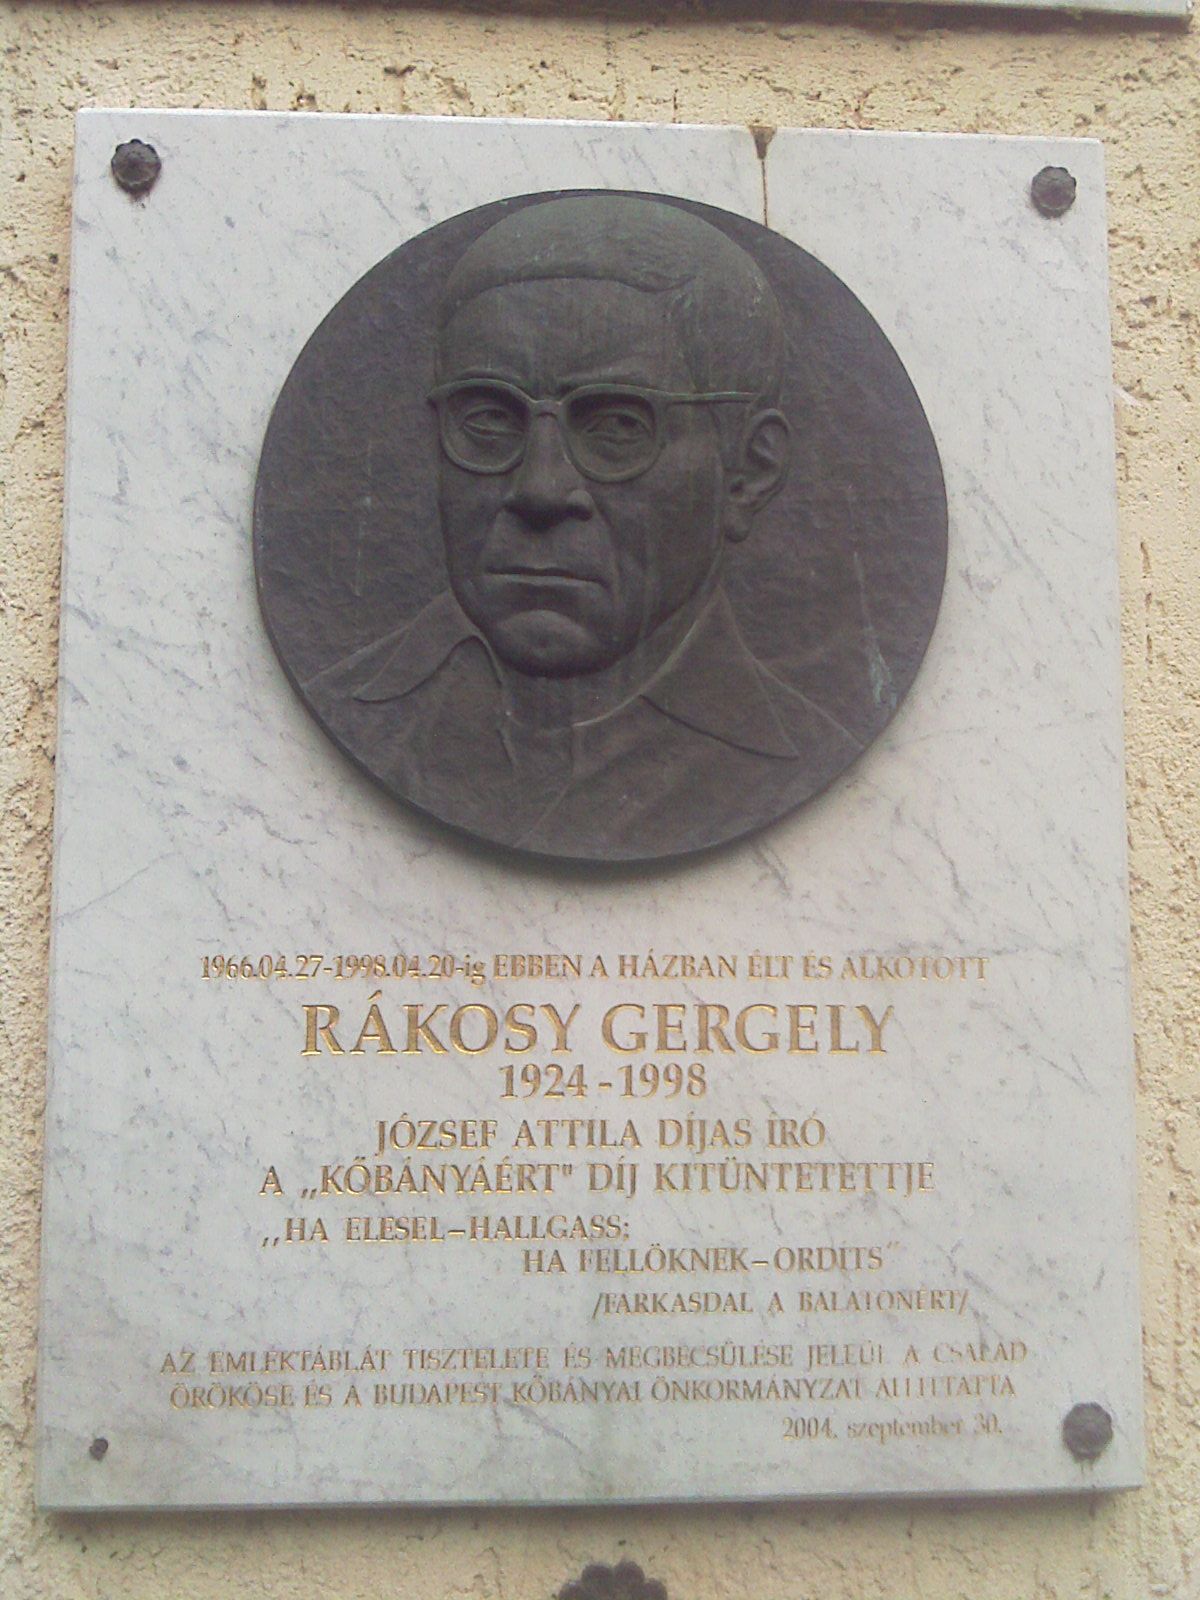 1966.04.27-1998.04.20-ig EBBEN A HÁZBAN ÉLT ÉS ALKOTOTT
RÁKOSY GERGELY
1924-1998
JÓZSEF ATTILA DÍJAS ÍRÓ
A „KŐBÁNYÁÉRT" DÍJ KITÜNTETETTJE
„HA ELESEL–HALLGASS;
HA FELLÖKNEK–ORDÍTS"
/FARKASDAL A BALATONÉRT/
AZ EMLÉKTÁBLÁT TISZTELETE ÉS MEGBECSÜLÉSE JELEÜL A CSALÁD
ÖRÖKÖSE ÉS A BUDAPEST KŐBÁNYAI ÖNKORMÁNYZAT ÁLLÍTTATTA
2004. szeptember 30.